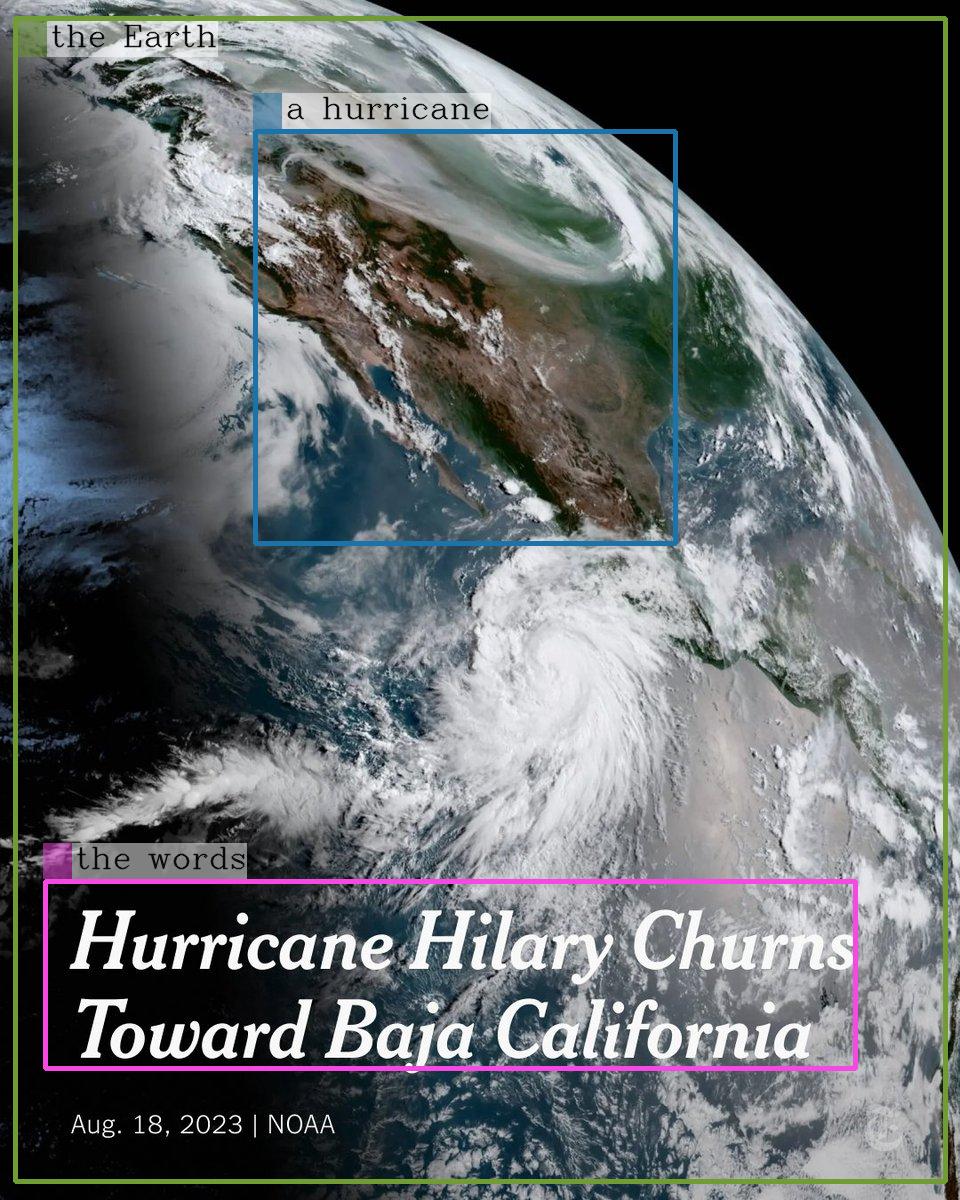 the Earth
a hurricane
the words
Hurricane Hilary Churns
Toward Baja California
Aug. 18, 2023 | NOAA